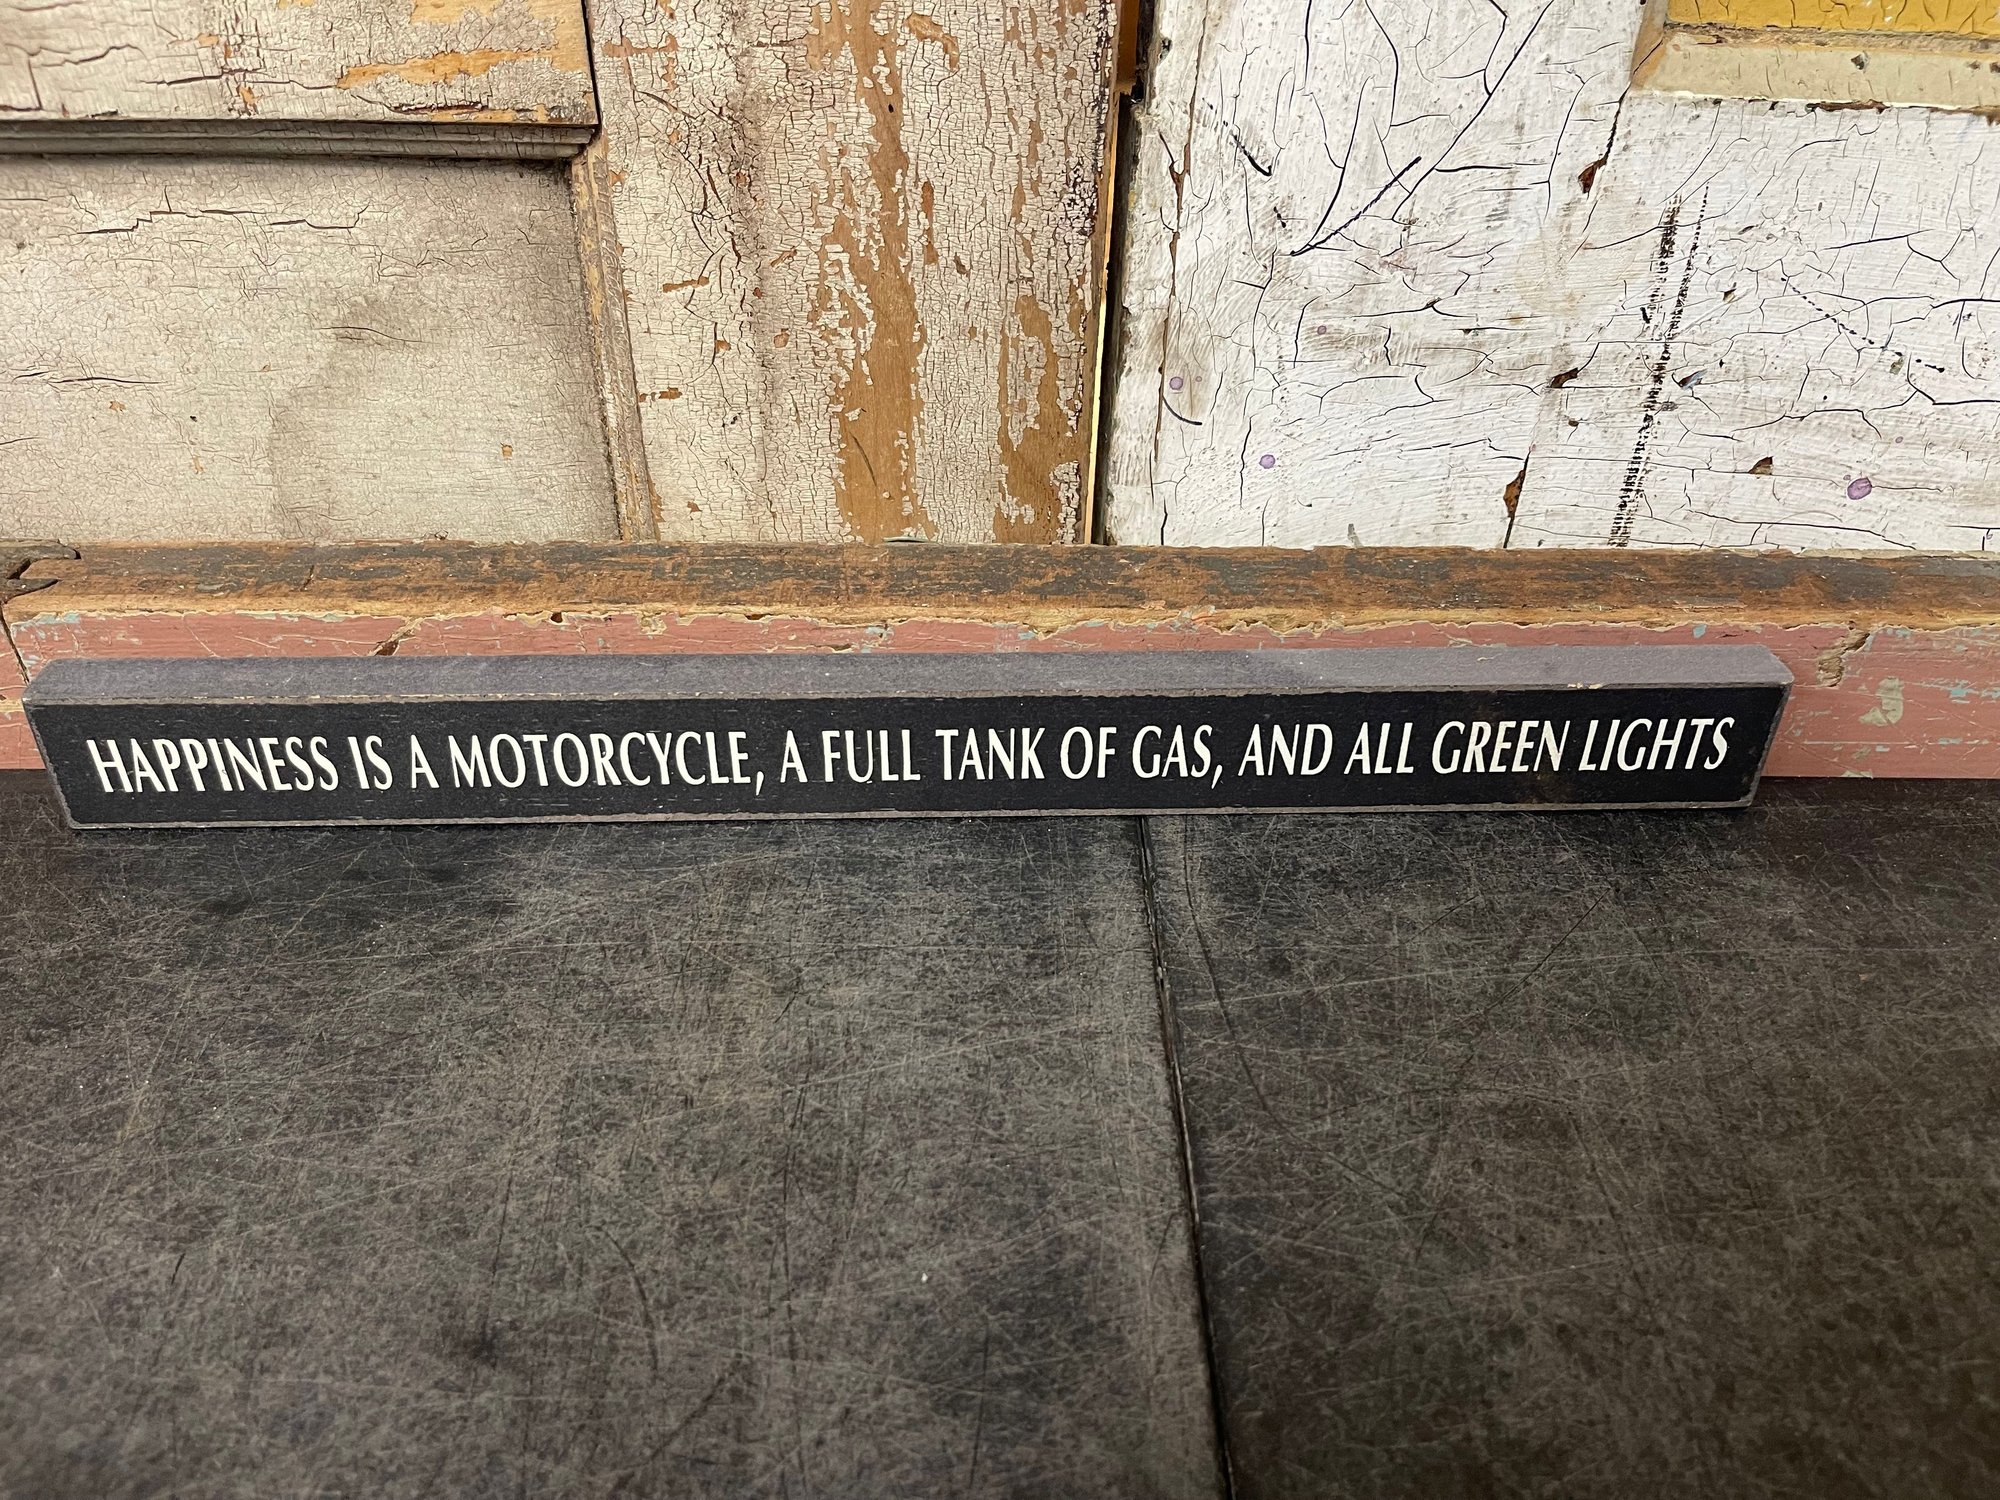 HAPPINESS IS A MOTORCYCLE, A FULL TANK OF GAS, AND ALL GREEN LIGHTS